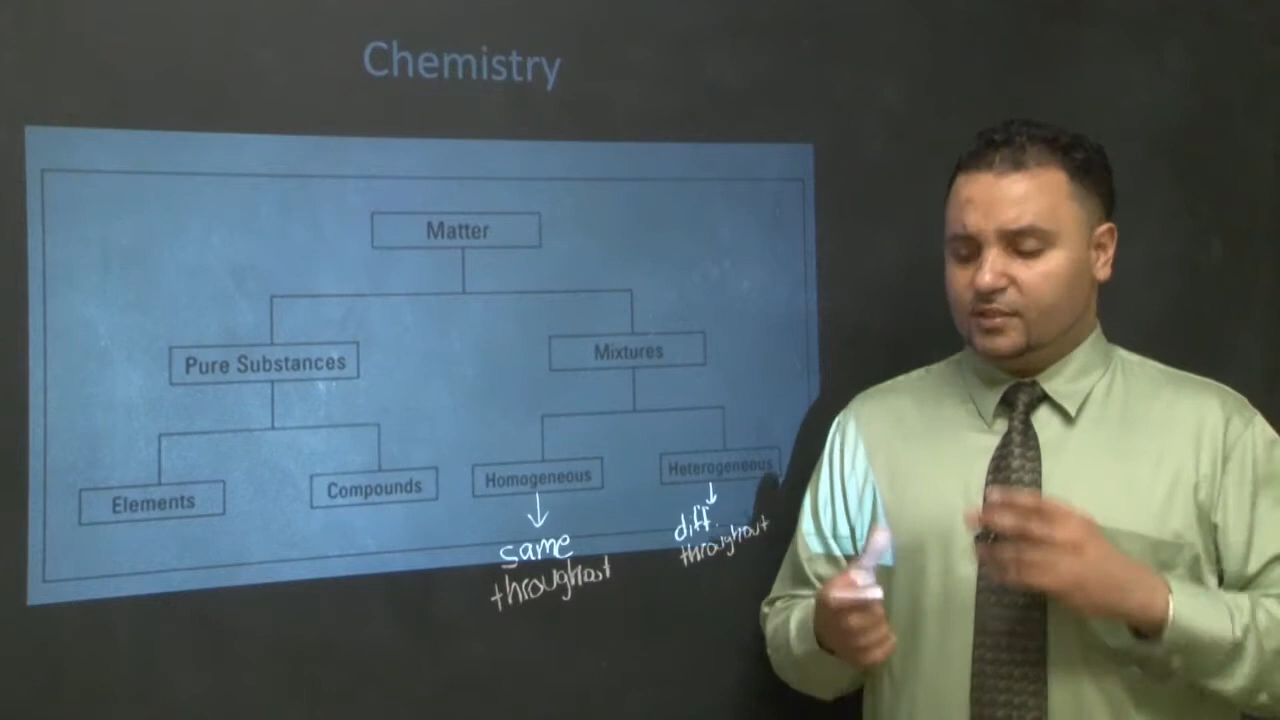 Chemistry
Matter
Pure Substances
Mixtures
Elements
Compounds
Homogeneous
Heterogeneous
same
throughout
diff.
throughout